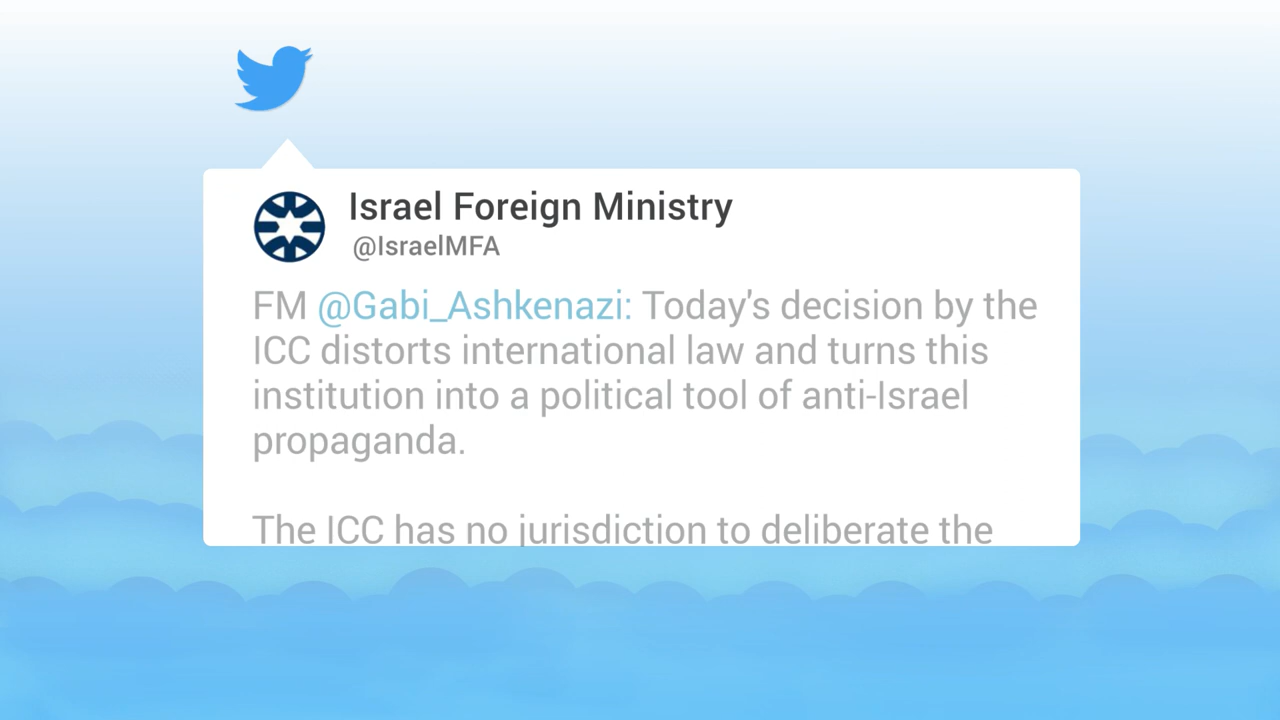 Israel Foreign Ministry
@IsraelMFA
FM @Gabi_Ashkenazi: Today's decision by the
ICC distorts international law and turns this
institution into a political tool of anti-Israel
propaganda.
The ICC has no jurisdiction to deliberate the